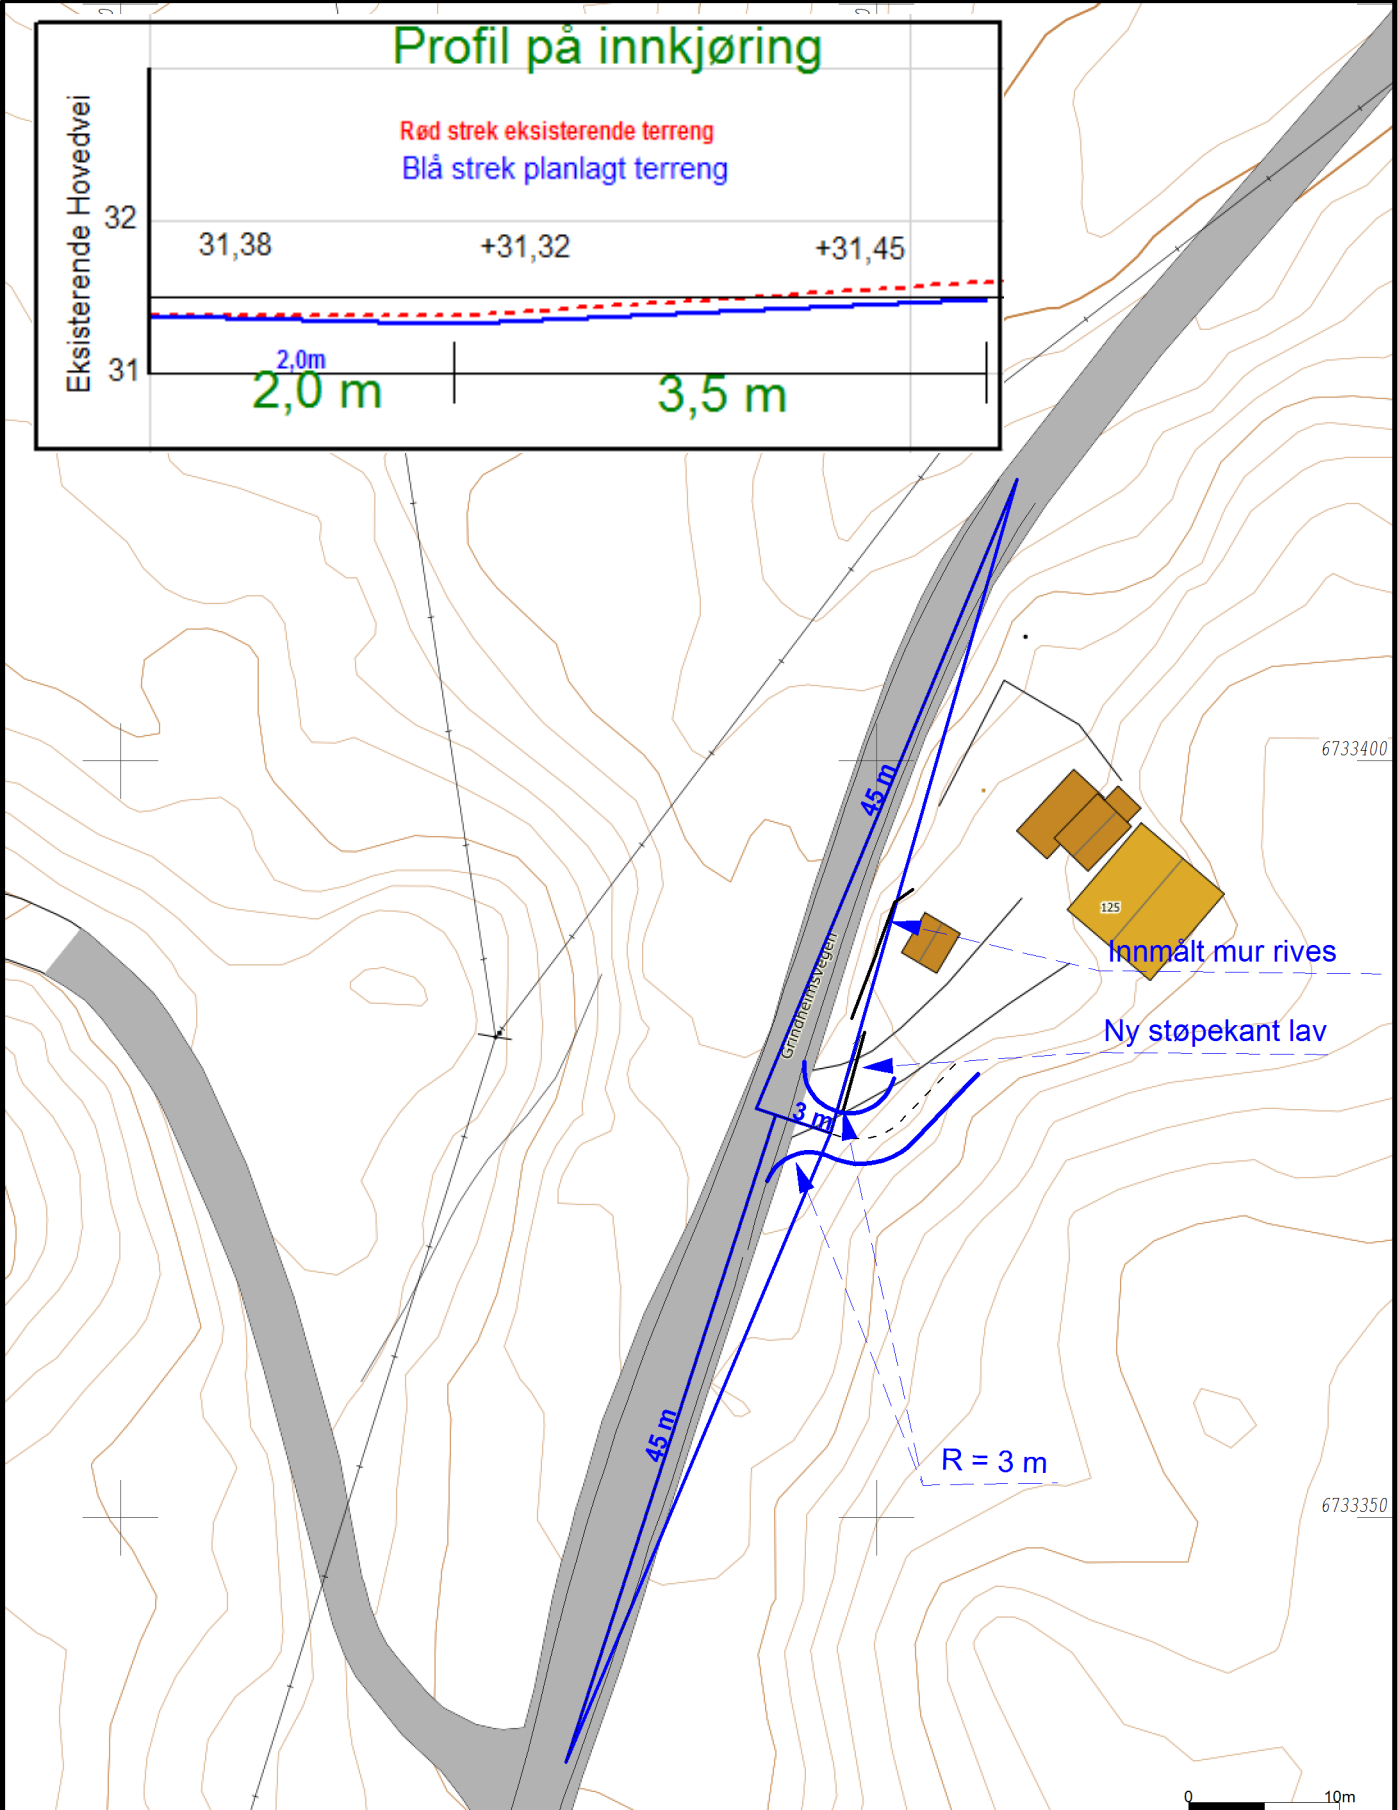 Profil på innkjøring
Eksisterende Hovedvei
Rød strek eksisterende terreng
Blå strek planlagt terreng
32
31,38
+31,32
+31,45
31
2,0m
2,0 m
3,5 m
6733400
45 m
125
Innmålt mur rives
Grindheimsvegen
Ny støpekant lav
3 m
45 m
R = 3 m
6733350
0
10m